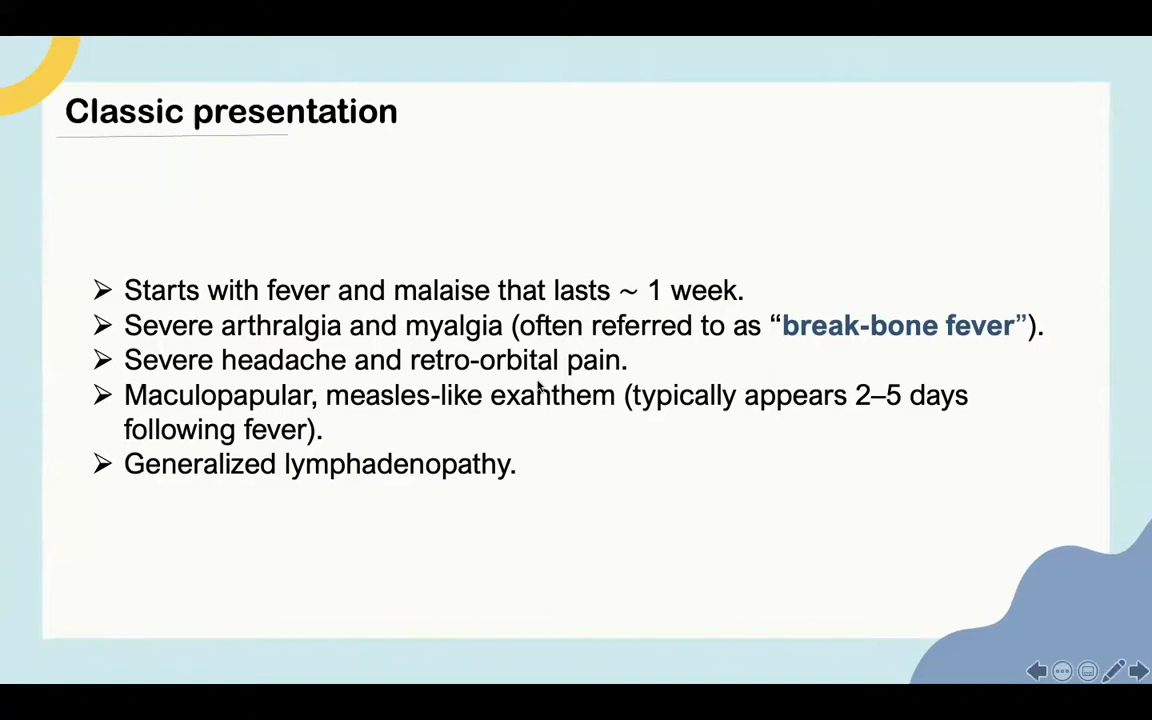 Classic presentation
➢ Starts with fever and malaise that lasts ~ 1 week.
➢ Severe arthralgia and myalgia (often referred to as “break-bone fever”).
➢ Severe headache and retro-orbital pain.
➢ Maculopapular, measles-like exanthem (typically appears 2–5 days
following fever).
➢ Generalized lymphadenopathy.